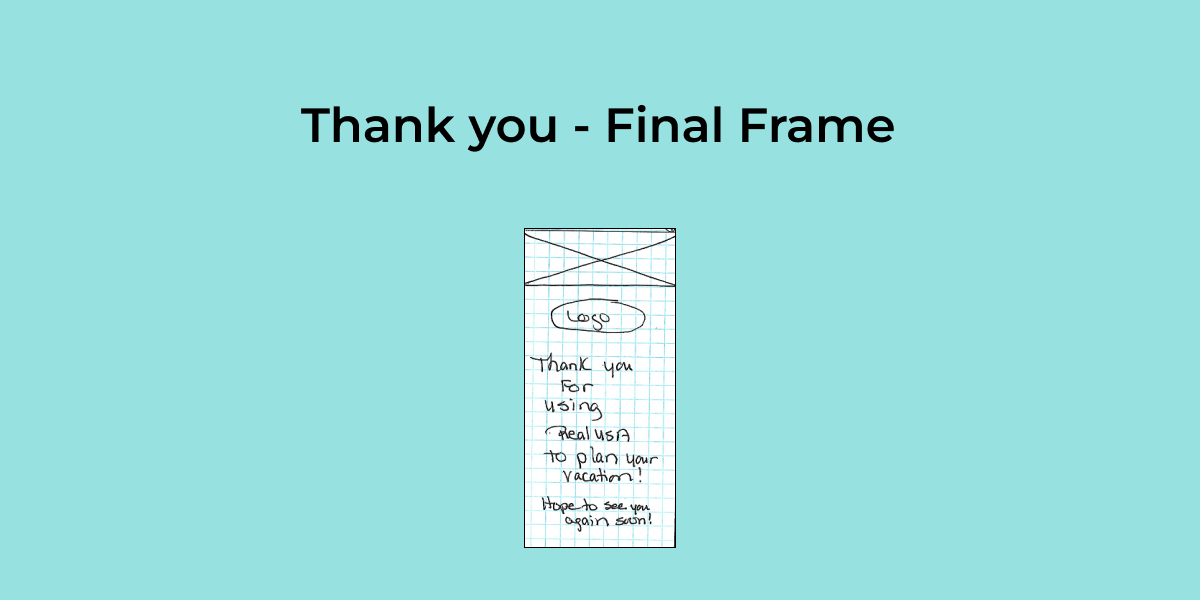 Thank you - Final Frame
Logo
Thank you
For
using
Real USA
to plan your
vacation!
Hope to see you
again soon!